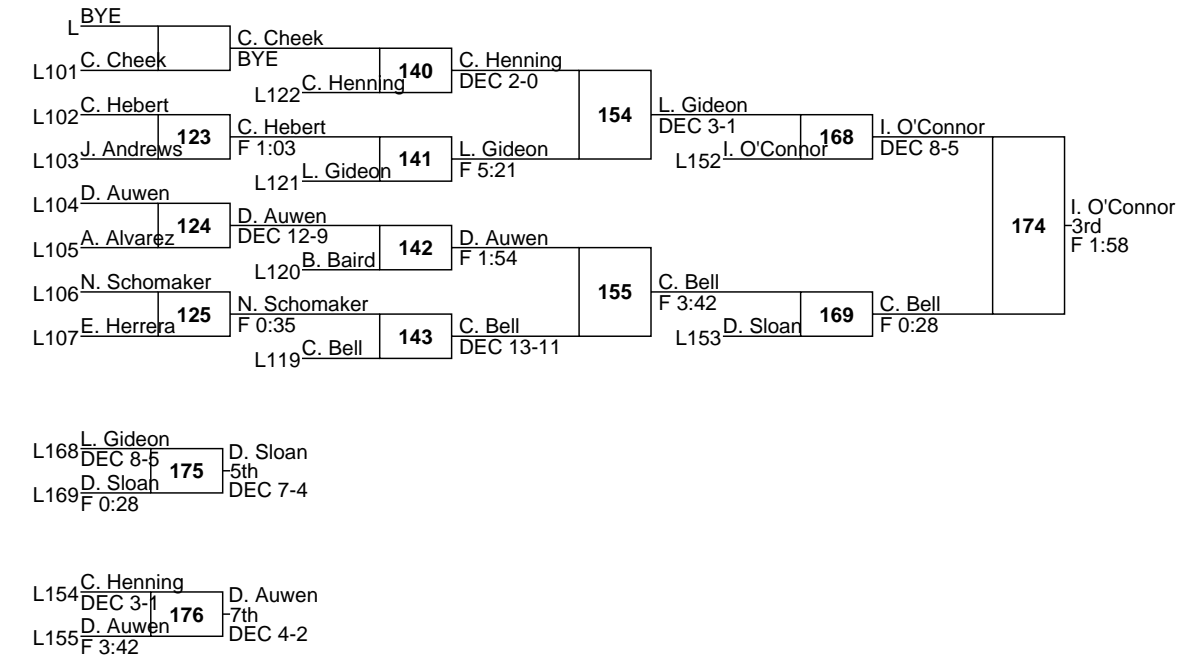 L BYE
L101 C. Cheek
C. Cheek
BYE
L122 C. Henning
140
C. Henning
DEC 2-0
L102 C. Hebert
L103 J. Andrews
123
C. Hebert
F 1:03
L121 L. Gideon
141
L. Gideon
F 5:21
154
L. Gideon
DEC 3-1
L152 I. O'Connor
168
I. O'Connor
DEC 8-5
L104 D. Auwen
L105 A. Alvarez
124
D. Auwen
DEC 12-9
L120 B. Baird
142
D. Auwen
F 1:54
L106 N. Schomaker
L107 E. Herrera
125
N. Schomaker
F 0:35
L119 C. Bell
143
C. Bell
DEC 13-11
155
C. Bell
F 3:42
L153 D. Sloan
169
C. Bell
F 0:28
174
I. O'Connor
3rd
F 1:58
L168 L. Gideon
DEC 8-5
L169 D. Sloan
F 0:28
175
D. Sloan
5th
DEC 7-4
L154 C. Henning
DEC 3-1
L155 D. Auwen
F 3:42
176
D. Auwen
7th
DEC 4-2